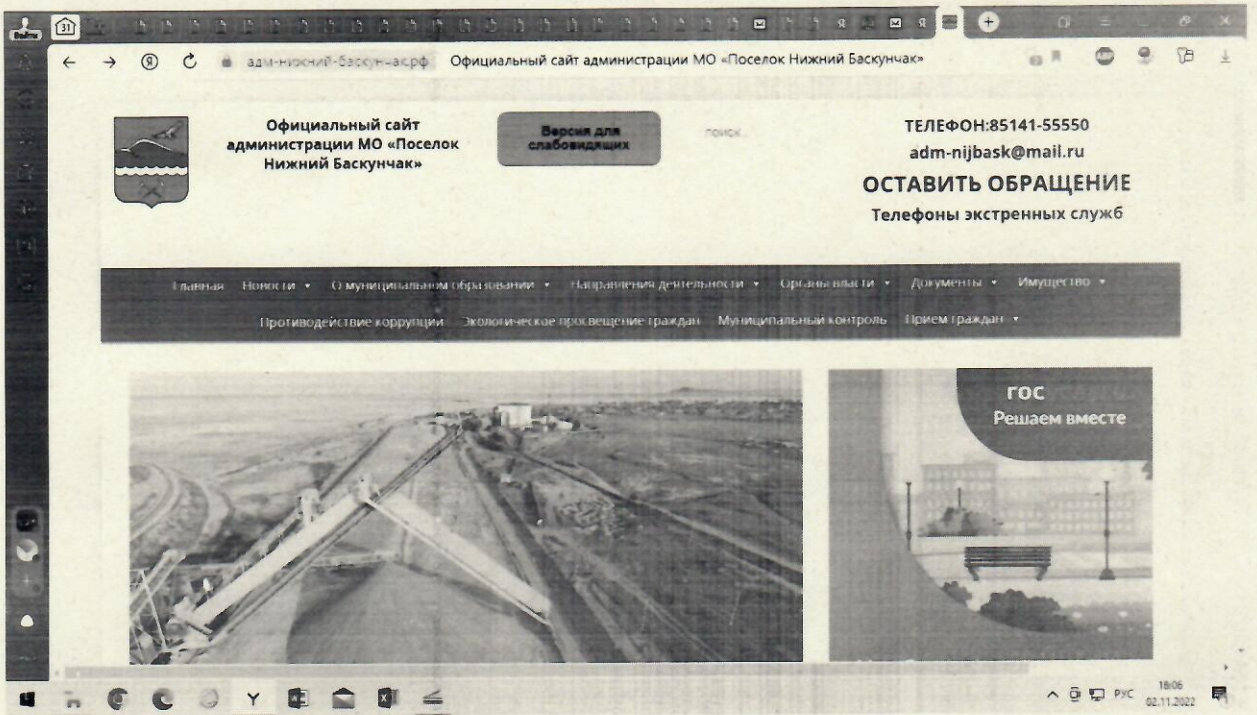 Войти
31
адм-нижний-баскунчак.рф Официальный сайт администрации МО «Поселок Нижний Баскунчак»
Официальный сайт
администрации МО «Поселок
Нижний Баскунчак»
Версия для
слабовидящих
поиск...
ТЕЛЕФОН:85141-55550
adm-nijbask@mail.ru
ОСТАВИТЬ ОБРАЩЕНИЕ
Телефоны экстренных служб
Главная Новости О муниципальном образовании Направления деятельности Органы власти Документы Имущество
Противодействие коррупции Экологическое просвещение граждан Муниципальный контроль Прием граждан
ГОС
Решаем вместе
РУС
16:06
02.11.2022